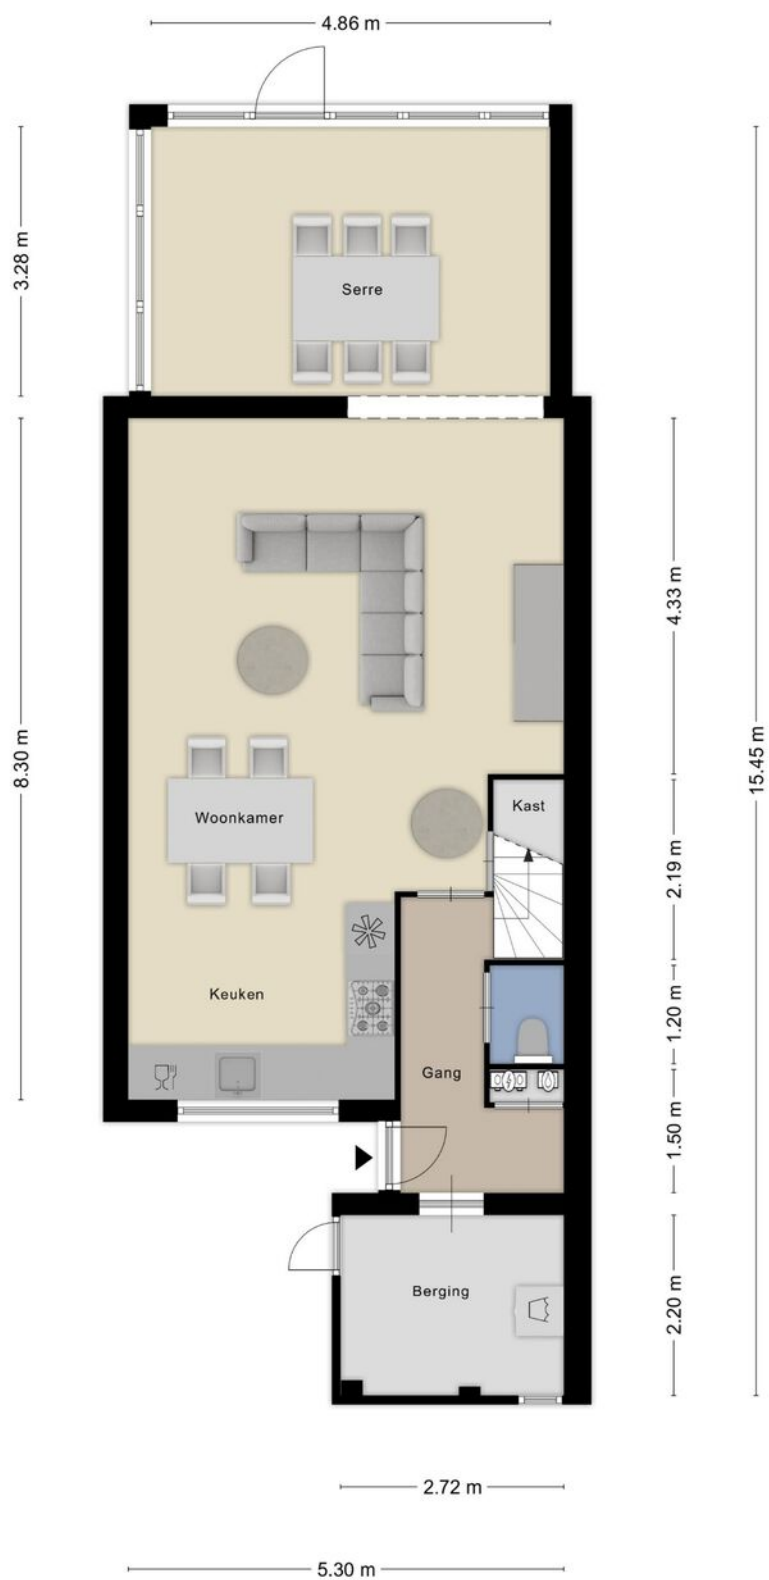 4.86 m
3.28 m
Serre
4.33 m
8.30 m
15.45 m
Kast
Woonkamer
2.19 m
Keuken
1.20 m
Gang
1.50 m
Berging
2.20 m
2.72 m
5.30 m